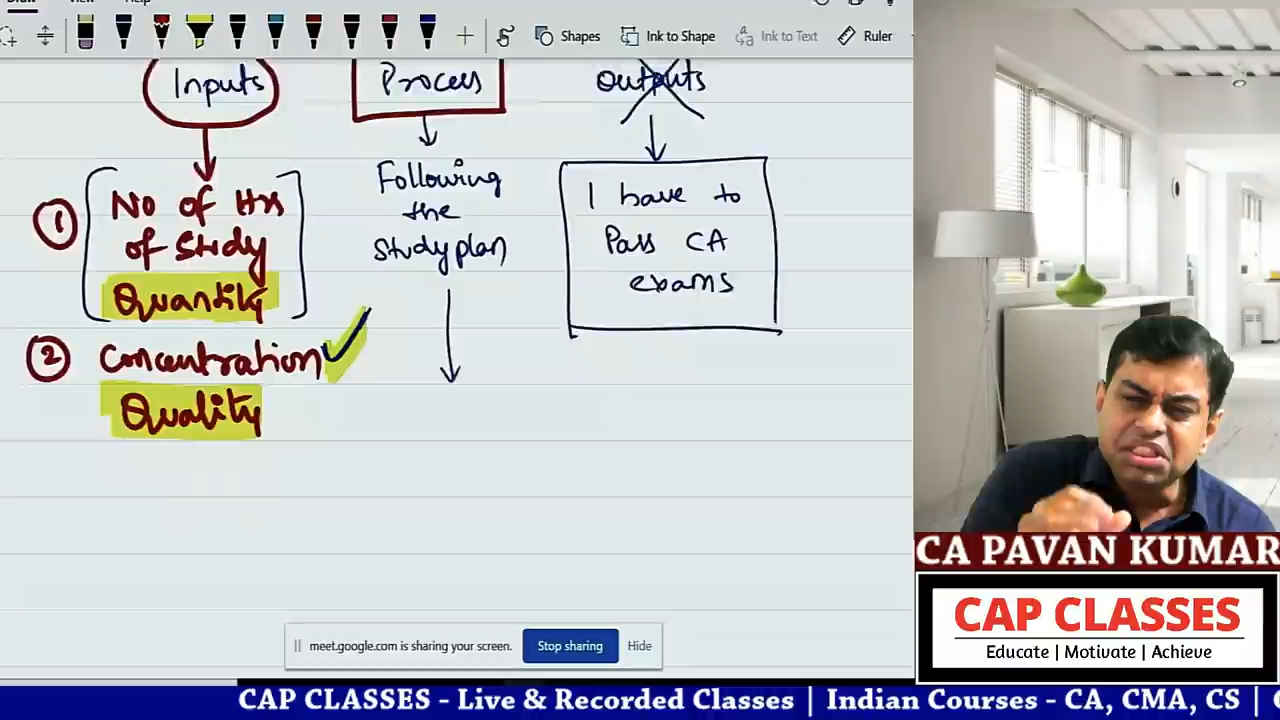 Shapes
Ink to Shape
Ink to Text
Ruler
Inputs
Process
Outputs
① No of Hrs
of Study
Quantity
② Concentration
Quality
Following
the
study plan
I have to
Pass CA
exams
meet.google.com is sharing your screen.
Stop sharing
Hide
CA PAVAN KUMAR
CAP CLASSES
Educate | Motivate | Achieve
CAP CLASSES - Live & Recorded Classes | Indian Courses - CA, CMA, CS |